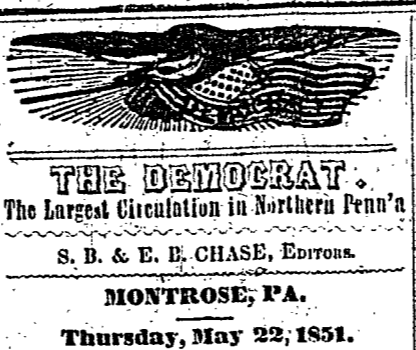 THE DEMOCRAT.
The Largest Circulation in Northern Penn'a
S. B. & E. B. CHASE, EDITORS.
MONTROSE, PA.
Thursday, May 22, 1851.